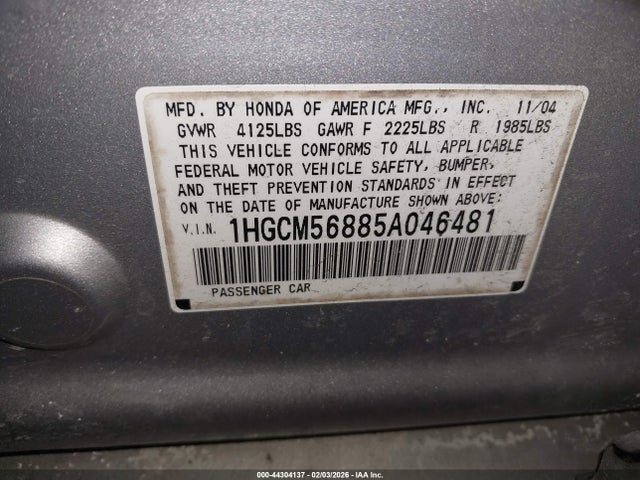 MFD. BY HONDA OF AMERICA MFG., INC. 11/04
GVWR 4125LBS GAWR F 2225LBS R 1985LBS
THIS VEHICLE CONFORMS TO ALL APPLICABLE
FEDERAL MOTOR VEHICLE SAFETY, BUMPER,
AND THEFT PREVENTION STANDARDS IN EFFECT
ON THE DATE OF MANUFACTURE SHOWN ABOVE:
V.I.N. 1HGCM56885A046481
PASSENGER CAR
000-44304137 - 02/03/2026 - IAA Inc.